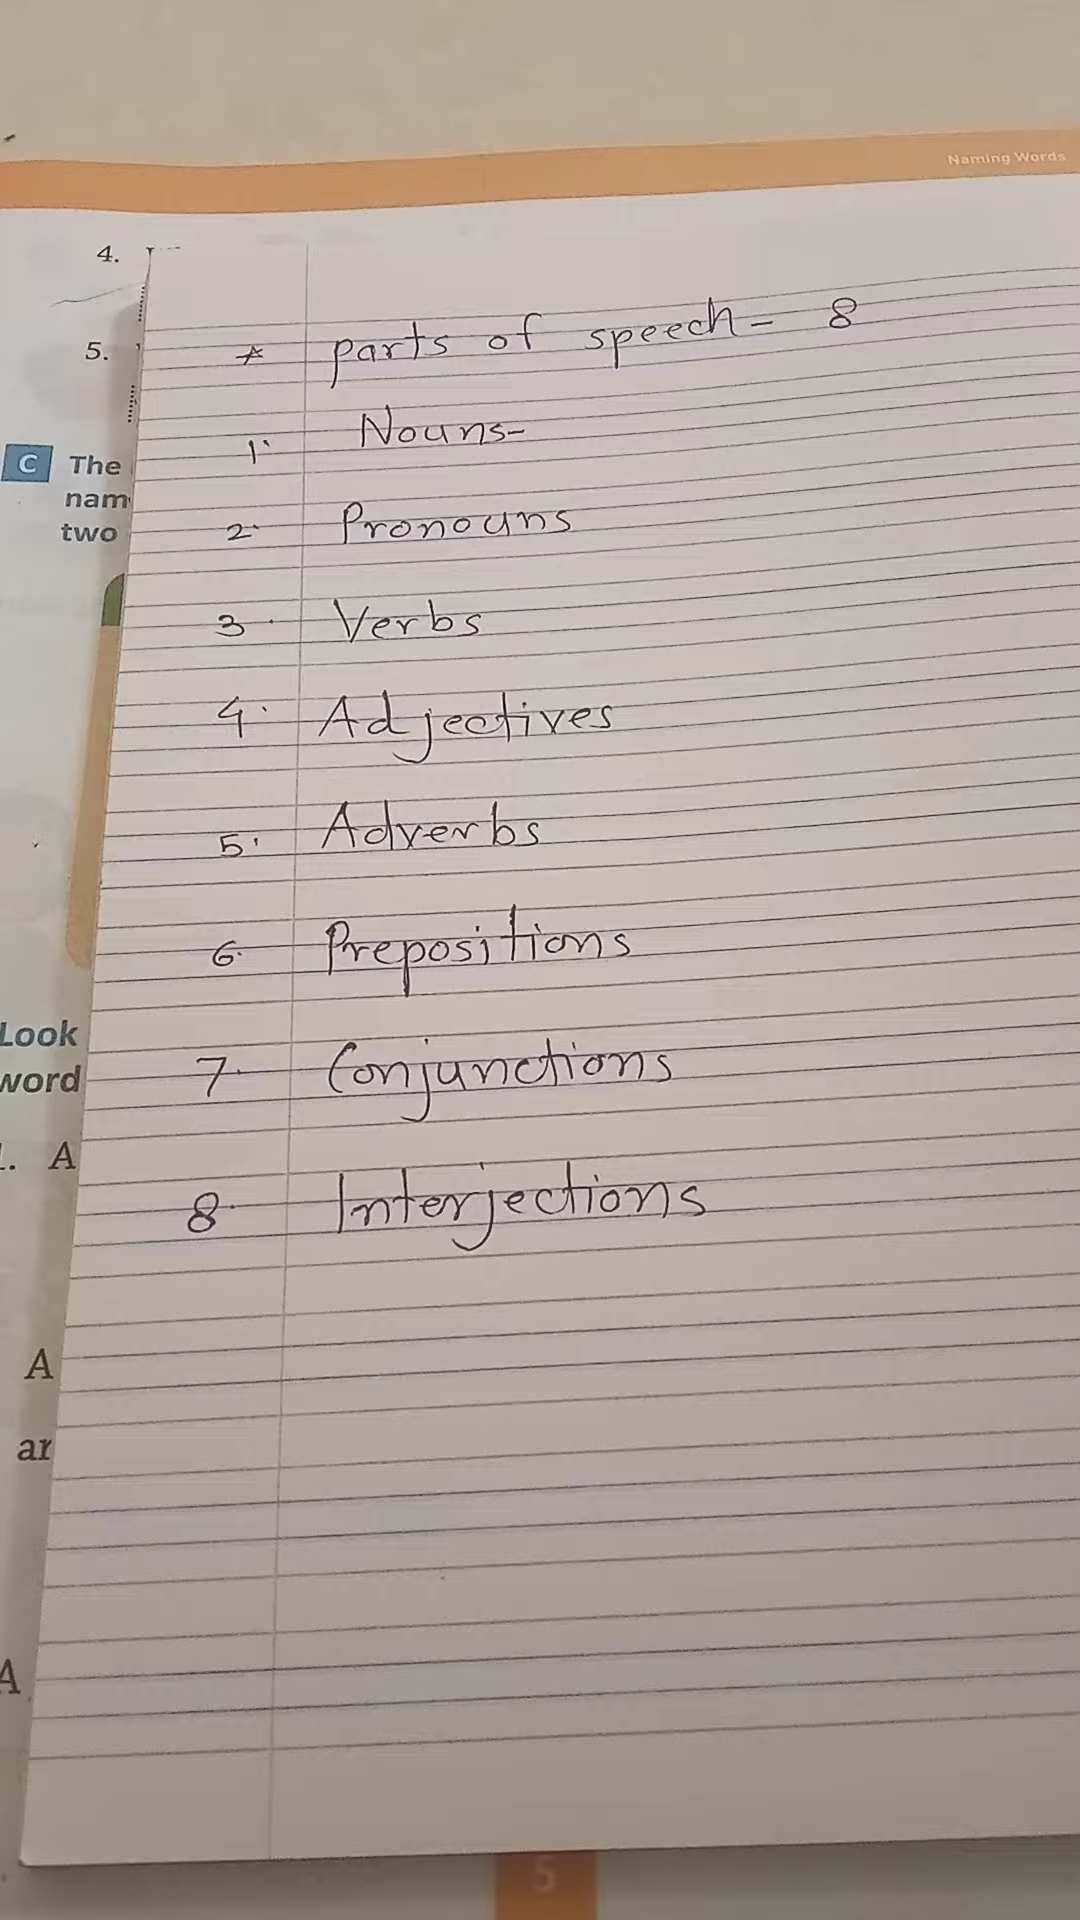 Naming Words
4.
5.
* parts of speech - 8
1. Nouns-
C The
nam
two
2. Pronouns
3. Verbs
4. Adjectives
5. Adverbs
6. Prepositions
Look
word
7. Conjunctions
1. A
8. Interjections
A
ar
A
5